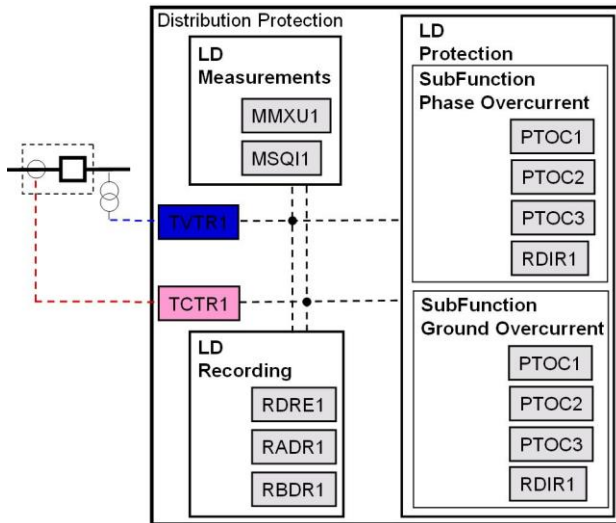 Distribution Protection
LD
Measurements
MMXU1
MSQI1
TVTR1
TCTR1
LD
Recording
RDRE1
RADR1
RBDR1
LD
Protection
SubFunction
Phase Overcurrent
PTOC1
PTOC2
PTOC3
RDIR1
SubFunction
Ground Overcurrent
PTOC1
PTOC2
PTOC3
RDIR1